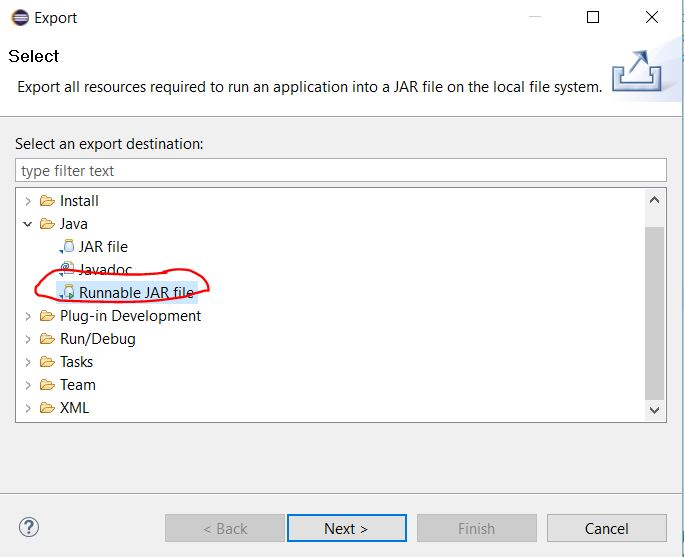 Export
Select
Export all resources required to run an application into a JAR file on the local file system.
Select an export destination:
type filter text
Install
Java
JAR file
Javadoc
Runnable JAR file
Plug-in Development
Run/Debug
Tasks
Team
XML
?
< Back
Next >
Finish
Cancel